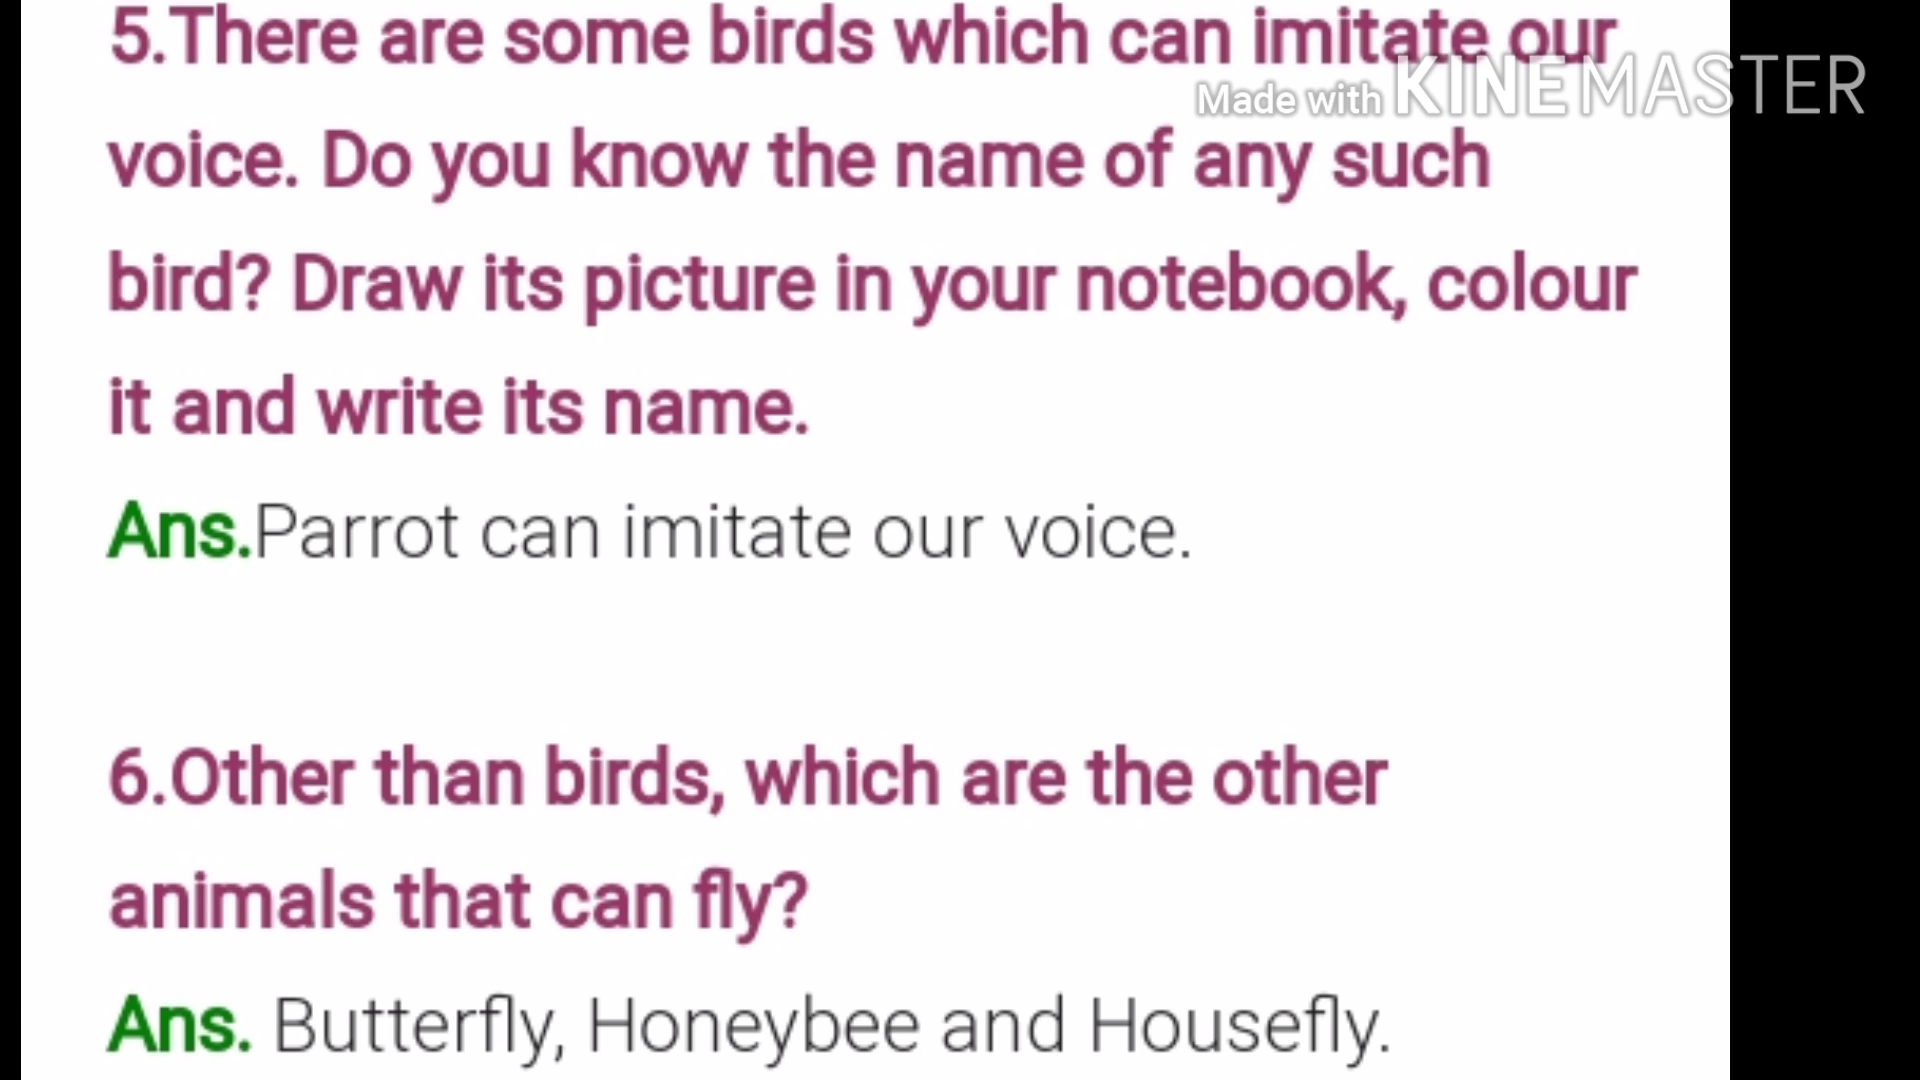 5.There are some birds which can imitate our
Made with KINEMASTER
voice. Do you know the name of any such
bird? Draw its picture in your notebook, colour
it and write its name.
Ans.Parrot can imitate our voice.
6.Other than birds, which are the other
animals that can fly?
Ans. Butterfly, Honeybee and Housefly.